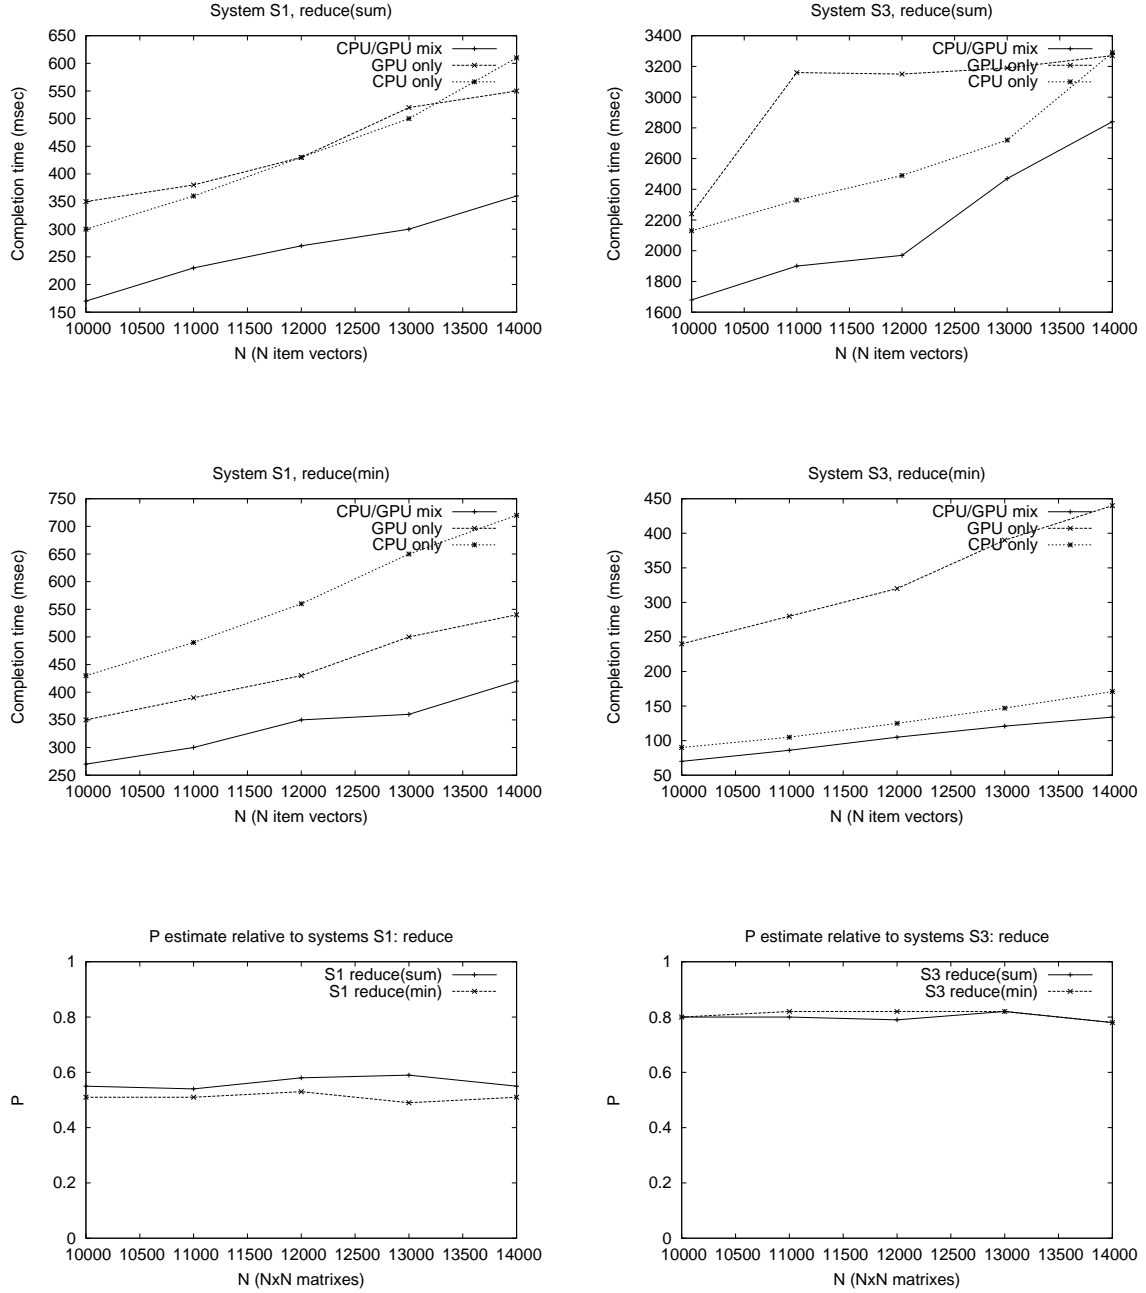 System S1, reduce(sum)
650
600
550
500
450
400
350
300
250
200
150
10000 10500 11000 11500 12000 12500 13000 13500 14000
Completion time (msec)
N (N item vectors)
CPU/GPU mix
GPU only
CPU only
System S3, reduce(sum)
3400
3200
3000
2800
2600
2400
2200
2000
1800
1600
10000 10500 11000 11500 12000 12500 13000 13500 14000
Completion time (msec)
N (N item vectors)
CPU/GPU mix
GPU only
CPU only
System S1, reduce(min)
750
700
650
600
550
500
450
400
350
300
250
10000 10500 11000 11500 12000 12500 13000 13500 14000
Completion time (msec)
N (N item vectors)
CPU/GPU mix
GPU only
CPU only
System S3, reduce(min)
450
400
350
300
250
200
150
100
50
10000 10500 11000 11500 12000 12500 13000 13500 14000
Completion time (msec)
N (N item vectors)
CPU/GPU mix
GPU only
CPU only
P estimate relative to systems S1: reduce
1
0.8
0.6
0.4
0.2
0
10000 10500 11000 11500 12000 12500 13000 13500 14000
P
N (NxN matrixes)
S1 reduce(sum)
S1 reduce(min)
P estimate relative to systems S3: reduce
1
0.8
0.6
0.4
0.2
0
10000 10500 11000 11500 12000 12500 13000 13500 14000
P
N (NxN matrixes)
S3 reduce(sum)
S3 reduce(min)